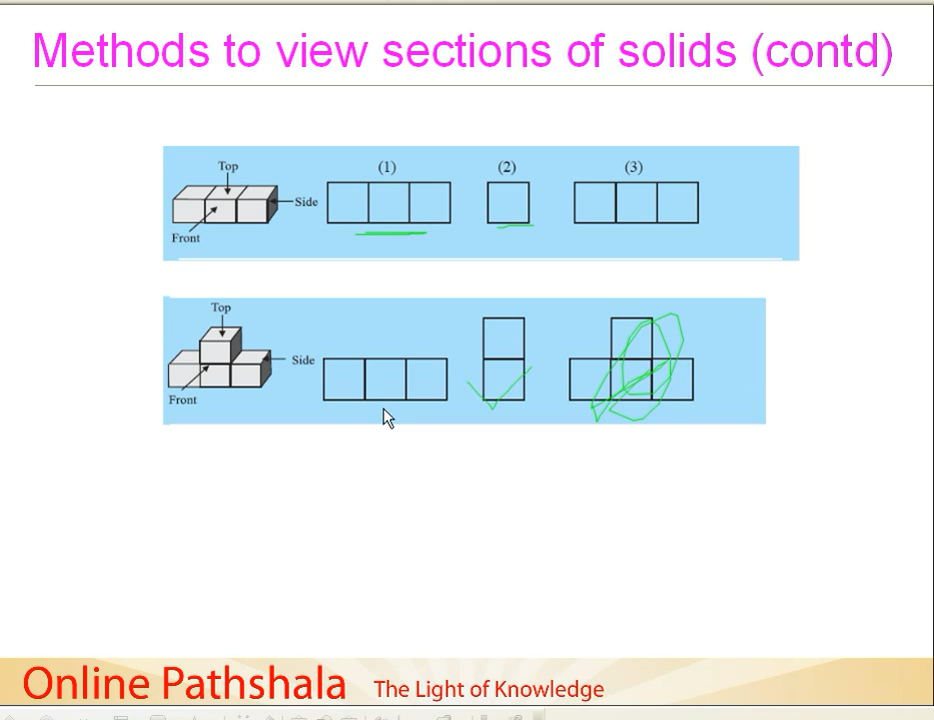 Methods to view sections of solids (contd)
Top
(1)
(2)
(3)
Side
Front
Top
Side
Front
Online Pathshala
The Light of Knowledge